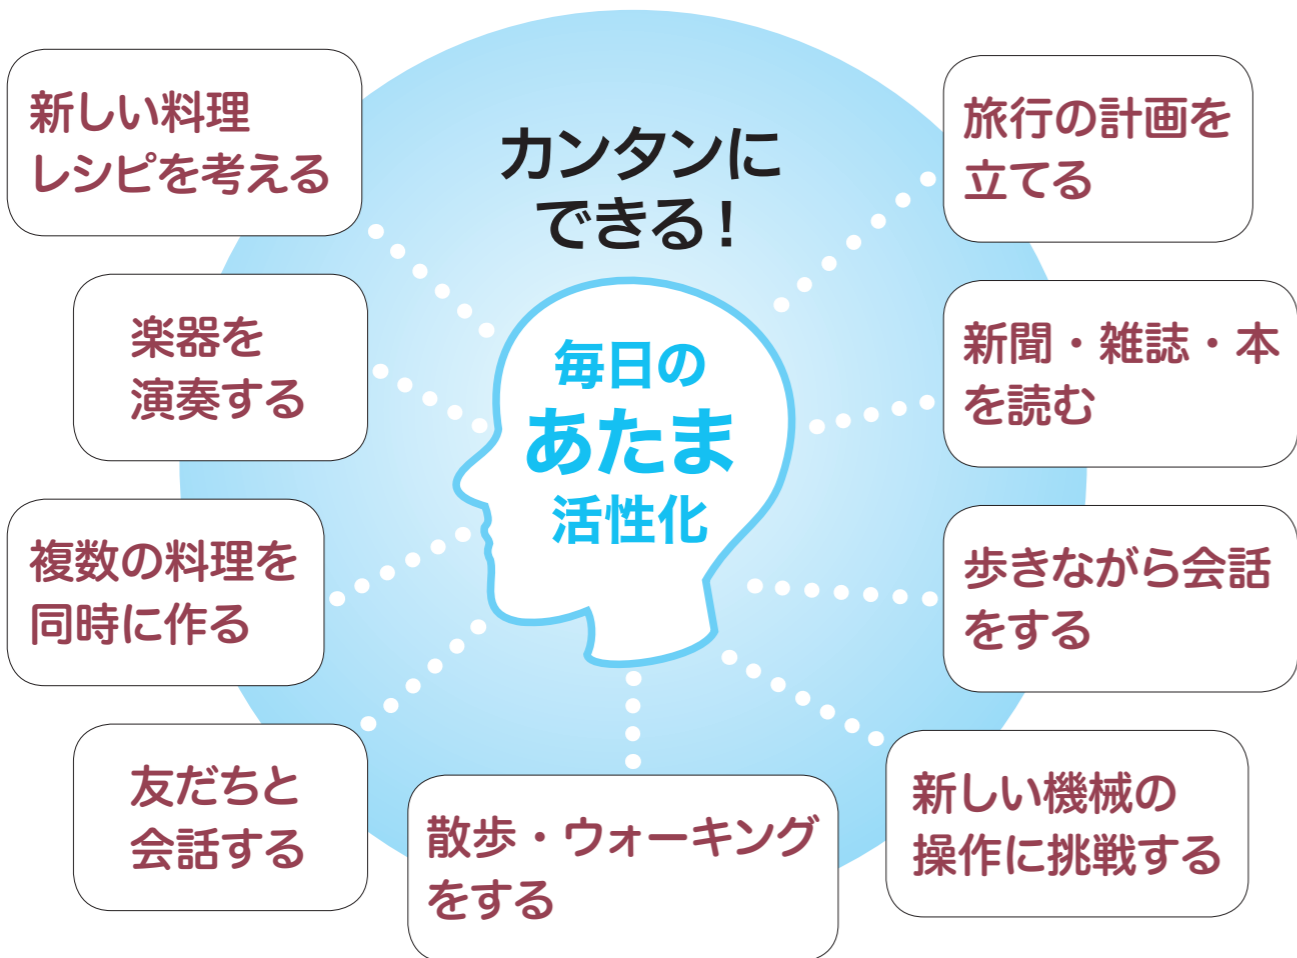 カンタンに
できる!
毎日の
あたま
活性化
新しい料理
レシピを考える
楽器を
演奏する
複数の料理を
同時に作る
友だちと
会話する
散歩・ウォーキング
をする
旅行の計画を
立てる
新聞・雑誌・本
を読む
歩きながら会話
をする
新しい機械の
操作に挑戦する